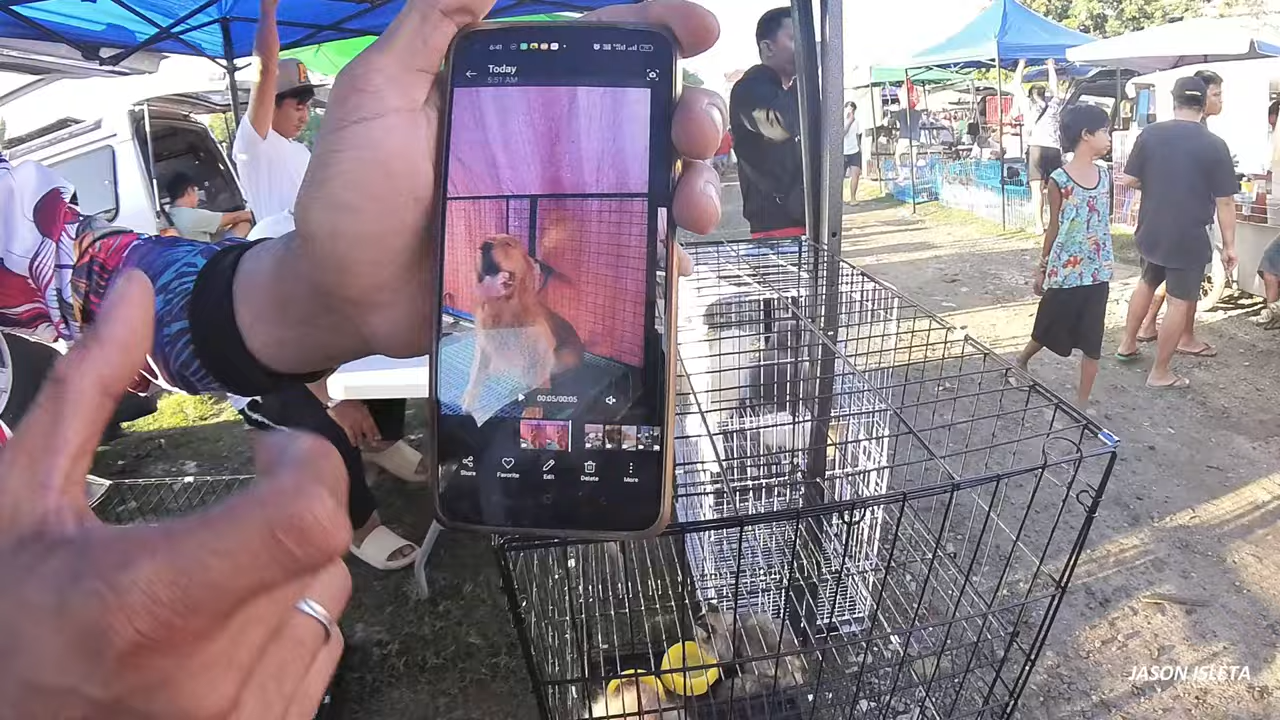 6:41
Today
5:51 AM
00:05/00:05
Share
Favorite
Edit
Delete
More
JASON ISLETA